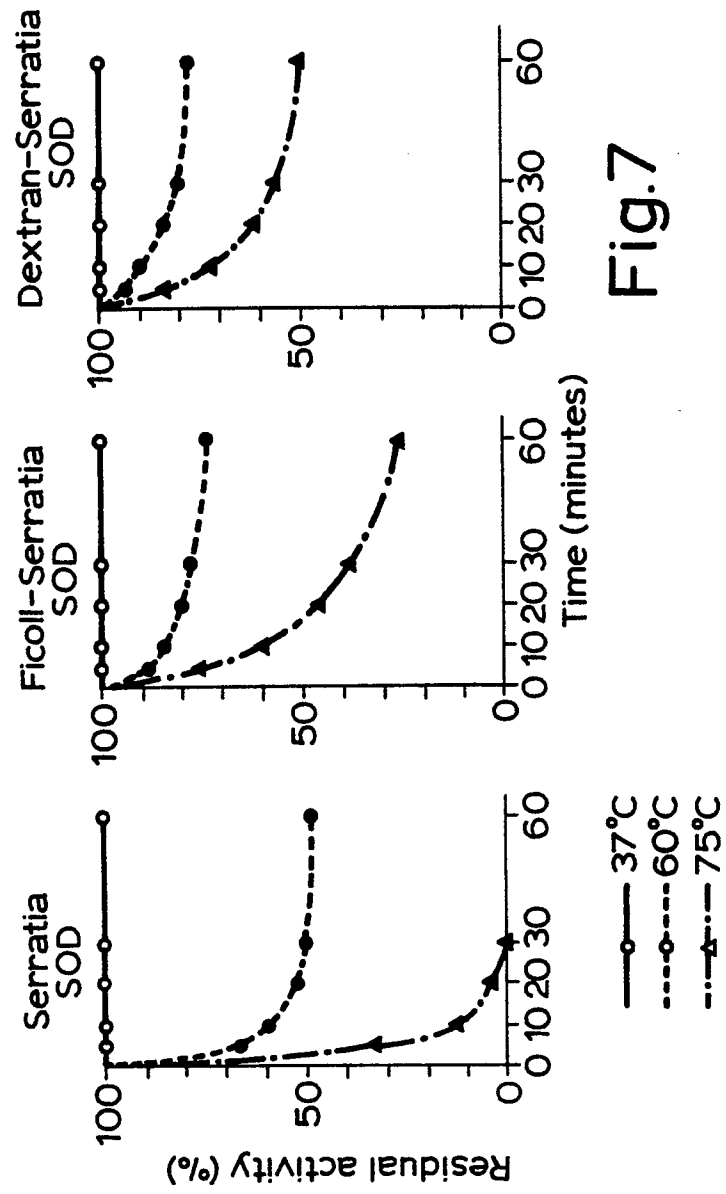 Serratia
SOD
Ficoll-Serratia
SOD
Dextran-Serratia
SOD
Residual activity (%)
100
50
0
0 10 20 30 60
100
50
0
0 10 20 30 60
100
50
0
0 10 20 30 60
Time (minutes)
37°C
60°C
75°C
Fig.7